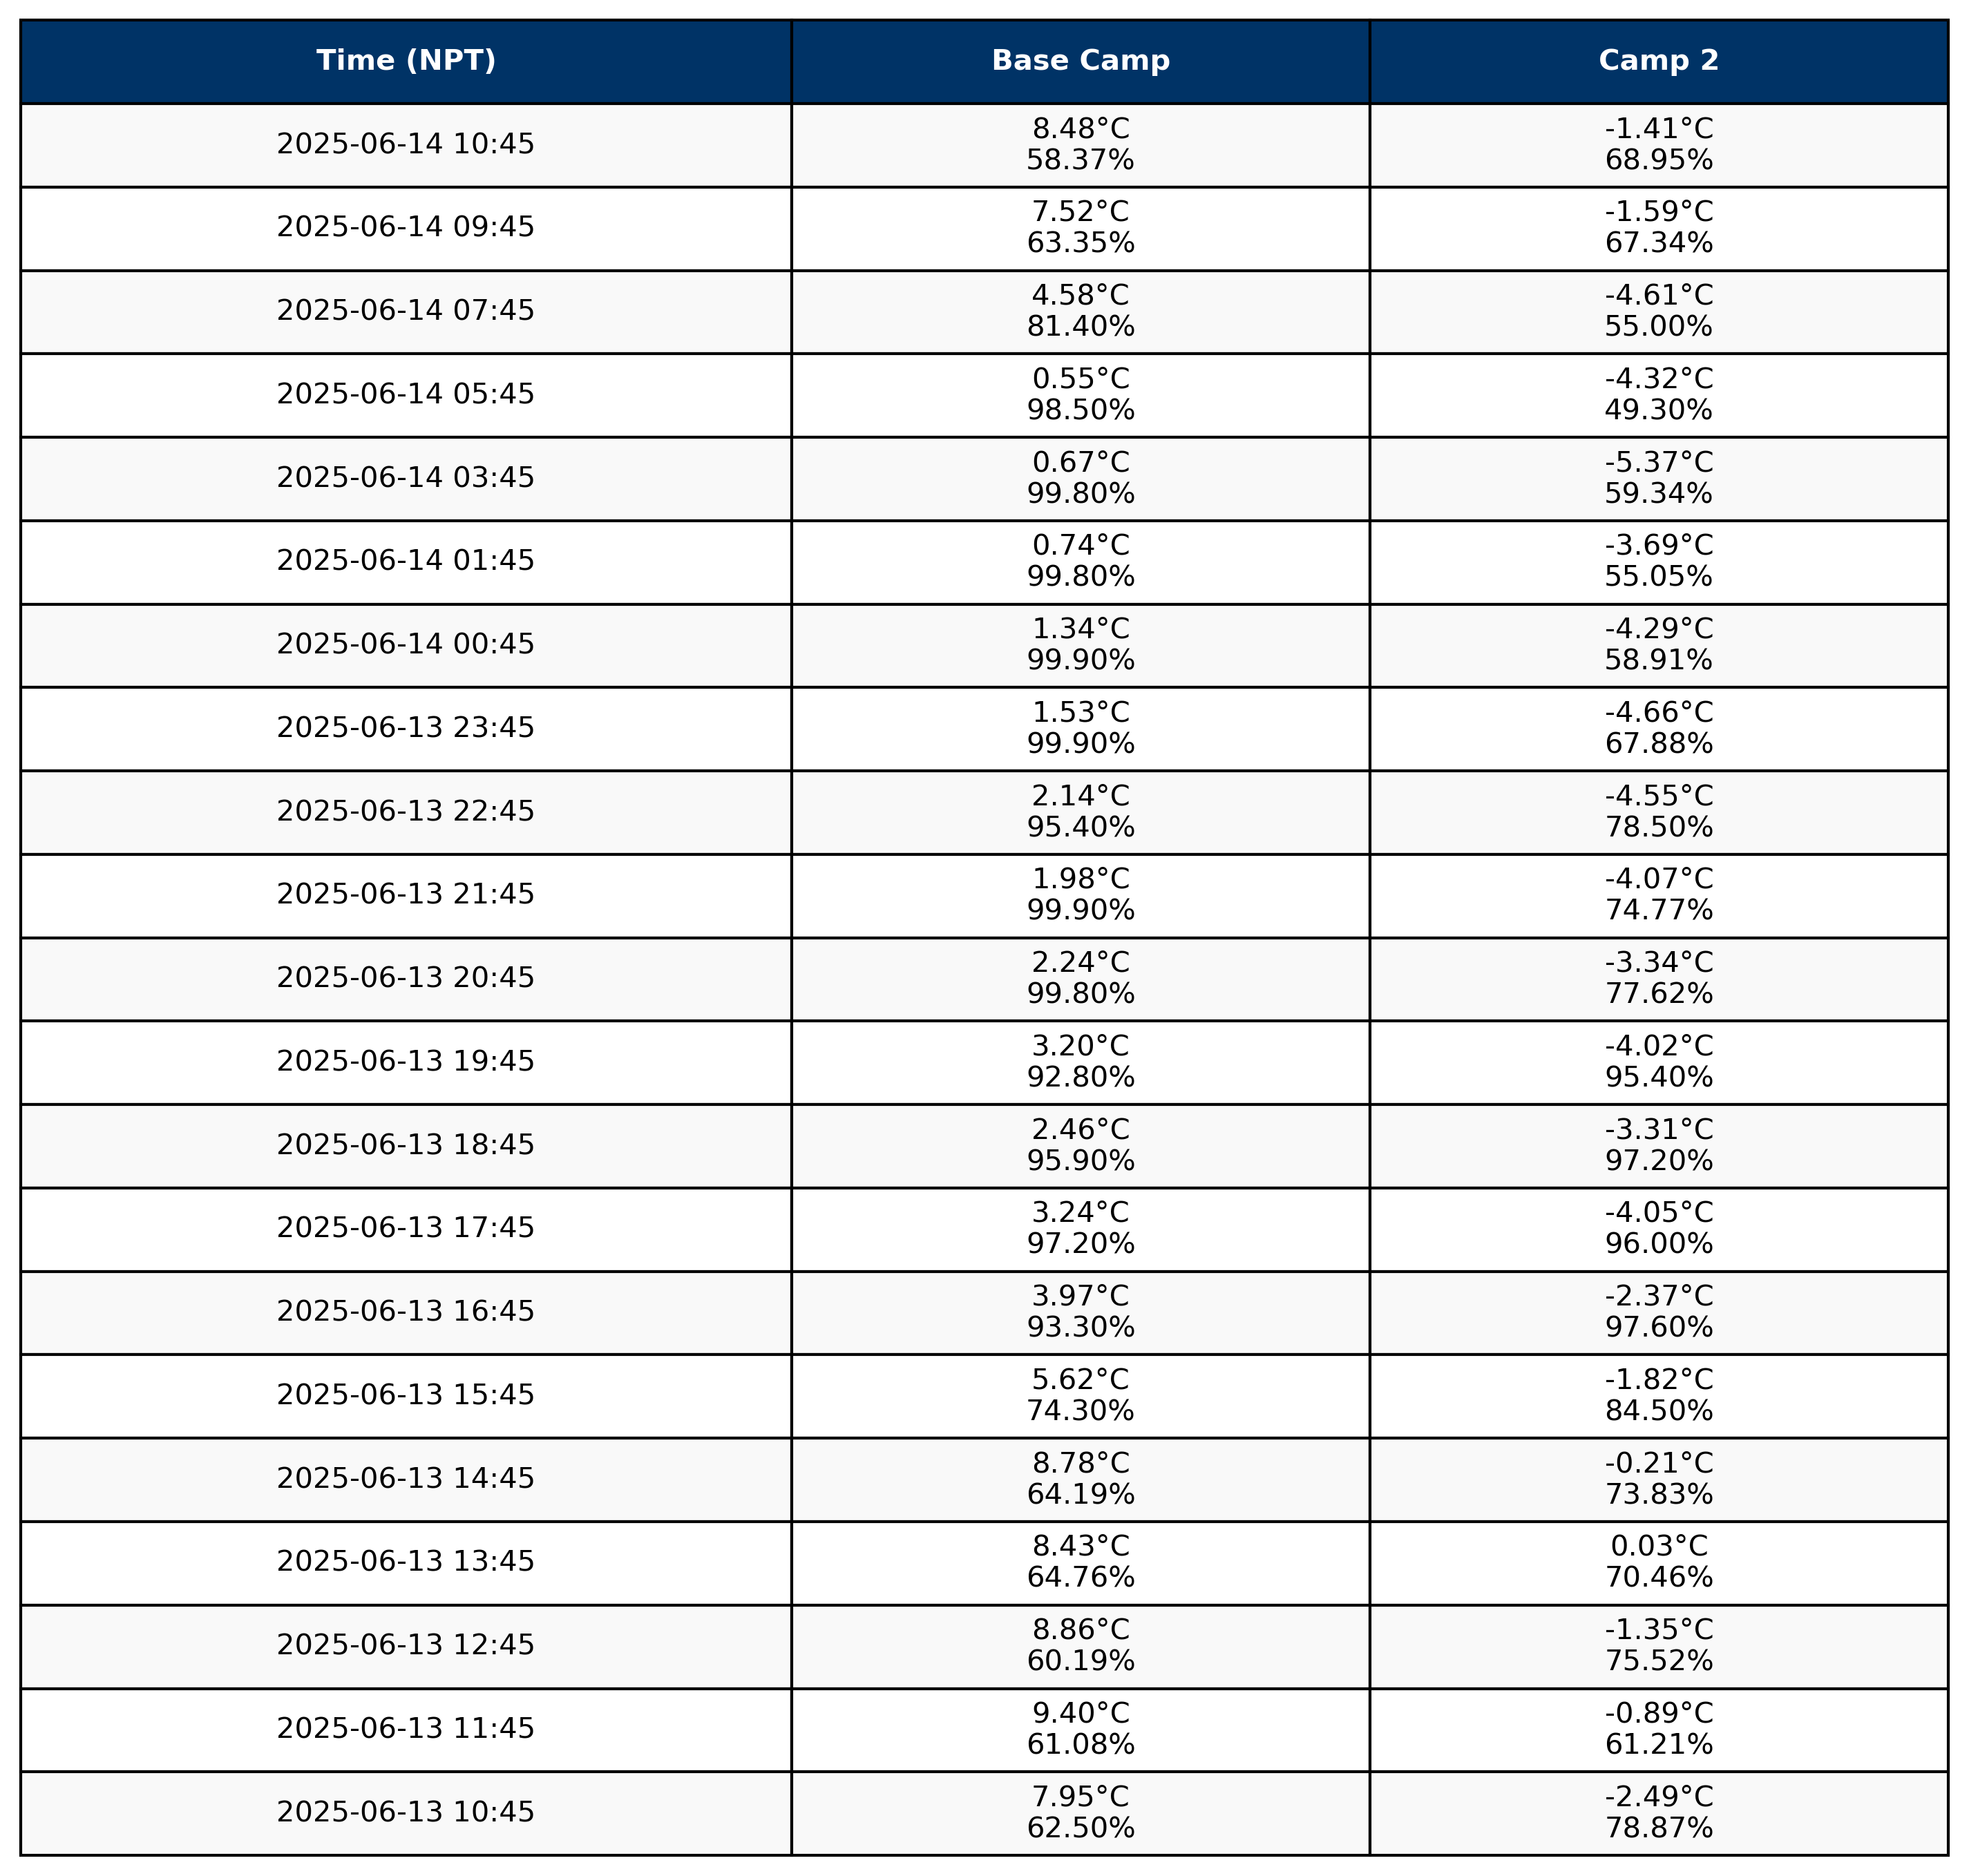 Time (NPT) Base Camp Camp 2
2025-06-14 10:45 8.48°C -1.41°C
58.37% 68.95%
2025-06-14 09:45 7.52°C -1.59°C
63.35% 67.34%
2025-06-14 07:45 4.58°C -4.61°C
81.40% 55.00%
2025-06-14 05:45 0.55°C -4.32°C
98.50% 49.30%
2025-06-14 03:45 0.67°C -5.37°C
99.80% 59.34%
2025-06-14 01:45 0.74°C -3.69°C
99.80% 55.05%
2025-06-14 00:45 1.34°C -4.29°C
99.90% 58.91%
2025-06-13 23:45 1.53°C -4.66°C
99.90% 67.88%
2025-06-13 22:45 2.14°C -4.55°C
95.40% 78.50%
2025-06-13 21:45 1.98°C -4.07°C
99.90% 74.77%
2025-06-13 20:45 2.24°C -3.34°C
99.80% 77.62%
2025-06-13 19:45 3.20°C -4.02°C
92.80% 95.40%
2025-06-13 18:45 2.46°C -3.31°C
95.90% 97.20%
2025-06-13 17:45 3.24°C -4.05°C
97.20% 96.00%
2025-06-13 16:45 3.97°C -2.37°C
93.30% 97.60%
2025-06-13 15:45 5.62°C -1.82°C
74.30% 84.50%
2025-06-13 14:45 8.78°C -0.21°C
64.19% 73.83%
2025-06-13 13:45 8.43°C 0.03°C
64.76% 70.46%
2025-06-13 12:45 8.86°C -1.35°C
60.19% 75.52%
2025-06-13 11:45 9.40°C -0.89°C
61.08% 61.21%
2025-06-13 10:45 7.95°C -2.49°C
62.50% 78.87%